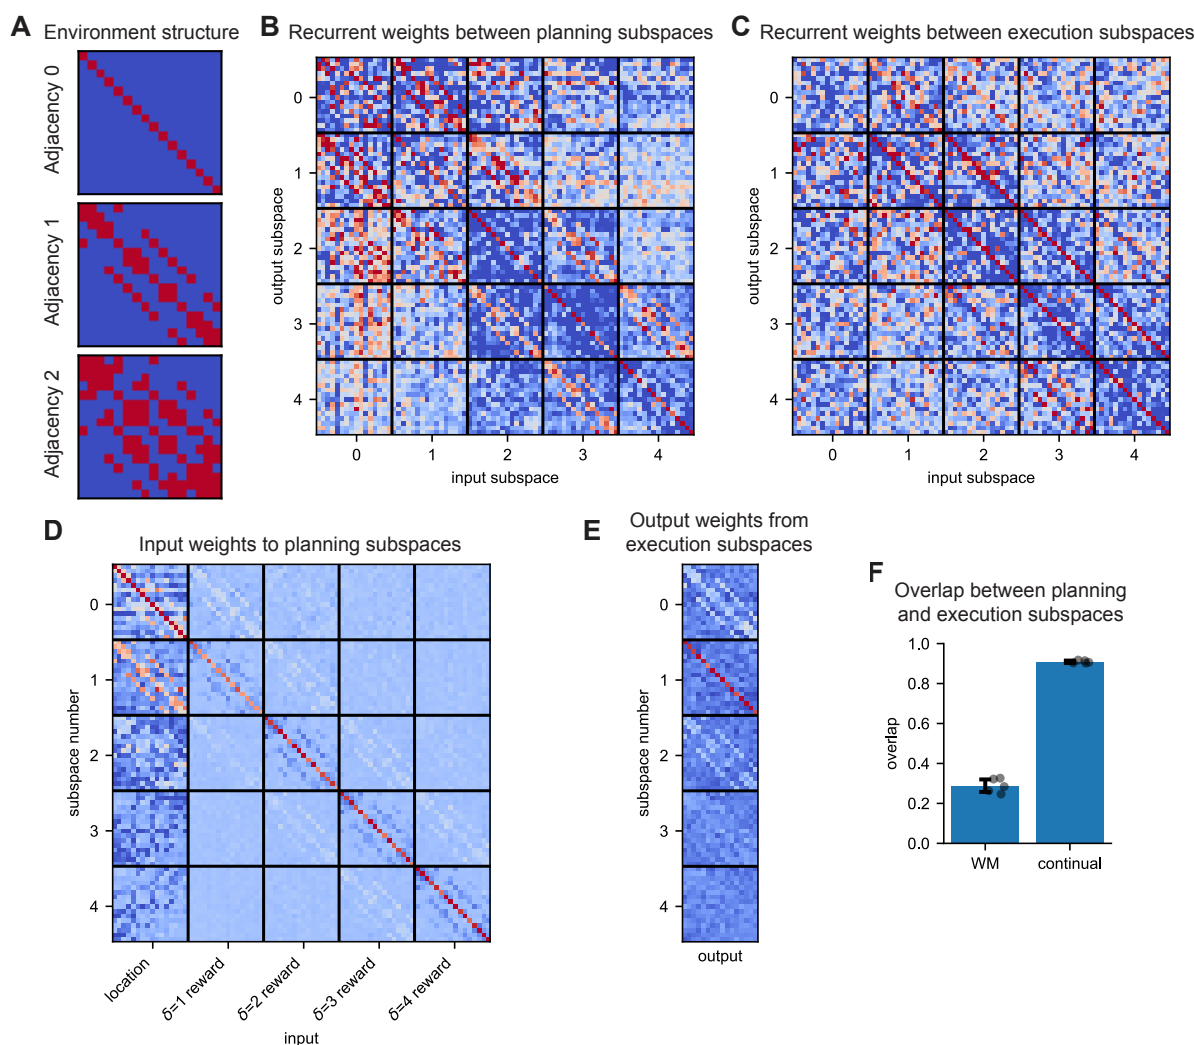 A Environment structure
Adjacency 0
Adjacency 1
Adjacency 2
B Recurrent weights between planning subspaces
output subspace
0
1
2
3
4
0 1 2 3 4
input subspace
C Recurrent weights between execution subspaces
output subspace
0
1
2
3
4
0 1 2 3 4
input subspace
D
Input weights to planning subspaces
subspace number
0
1
2
3
4
location
δ=1 reward
δ=2 reward
δ=3 reward
δ=4 reward
input
E
Output weights from
execution subspaces
subspace number
0
1
2
3
4
output
F
Overlap between planning
and execution subspaces
overlap
1.0
0.8
0.6
0.4
0.2
0.0
WM continual